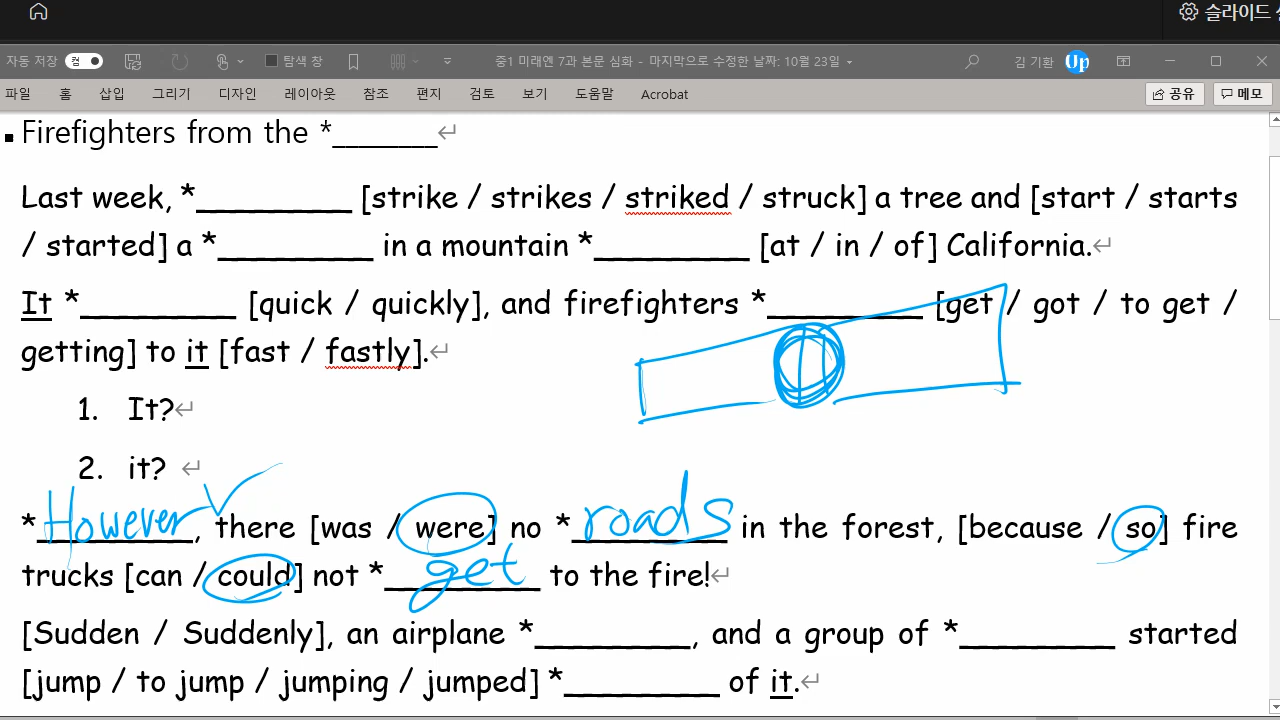 슬라이드
자동 저장 켬 탐색 창 중1 미래엔 7과 본문 심화 - 마지막으로 수정한 날짜: 10월 23일 김 기환 Up
파일 홈 삽입 그리기 디자인 레이아웃 참조 편지 검토 보기 도움말 Acrobat 공유 메모
▪ Firefighters from the *________↵
Last week, *_________ [strike / strikes / striked / struck] a tree and [start / starts
/ started] a *_________ in a mountain *_________ [at / in / of] California.↵
It *_________ [quick / quickly], and firefighters *_________ [get / got / to get /
getting] to it [fast / fastly].↵
1. It?↵
2. it? ↵
*However, there [was / were] no *roads in the forest, [because / so] fire
trucks [can / could] not *get to the fire!↵
[Sudden / Suddenly], an airplane *_________, and a group of *_________ started
[jump / to jump / jumping / jumped] *_________ of it.↵